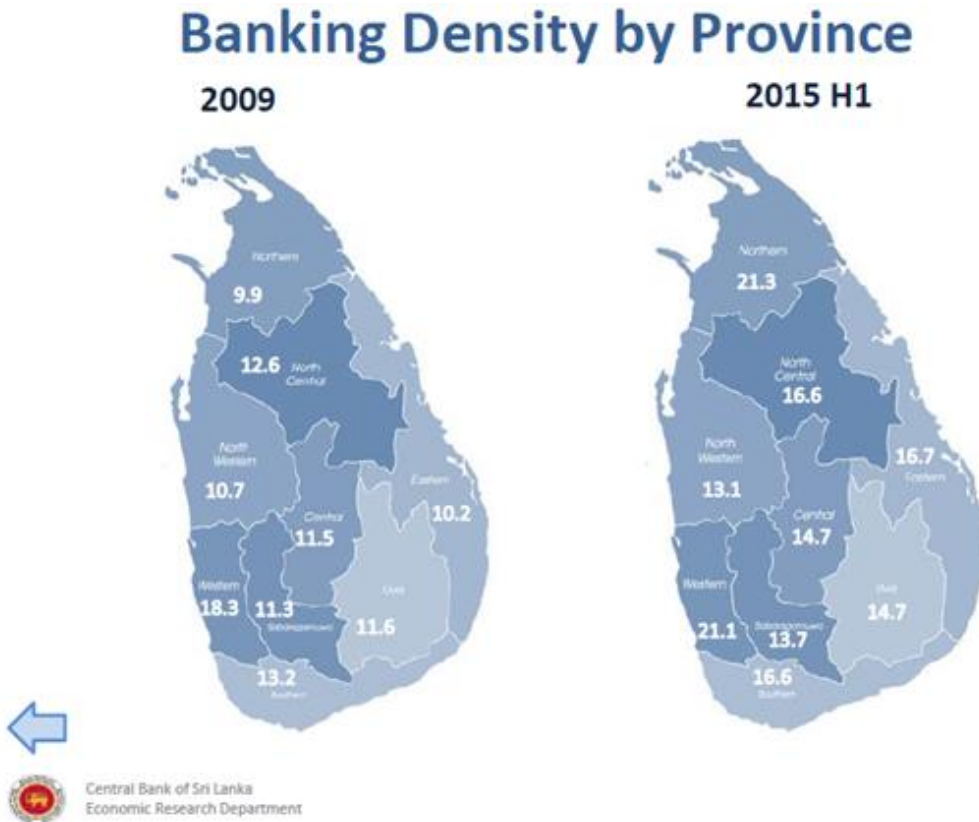 Banking Density by Province
2009
2015 H1
Northern
9.9
12.6
North
Central
North
Western
10.7
Eastern
10.2
Central
11.5
Western
18.3
11.3
Sabaragamuwa
Uva
11.6
13.2
Southern
Northern
21.3
North
Central
16.6
North
Western
13.1
16.7
Eastern
Central
14.7
Western
21.1
Sabaragamuwa
13.7
Uva
14.7
16.6
Southern
Central Bank of Sri Lanka
Economic Research Department